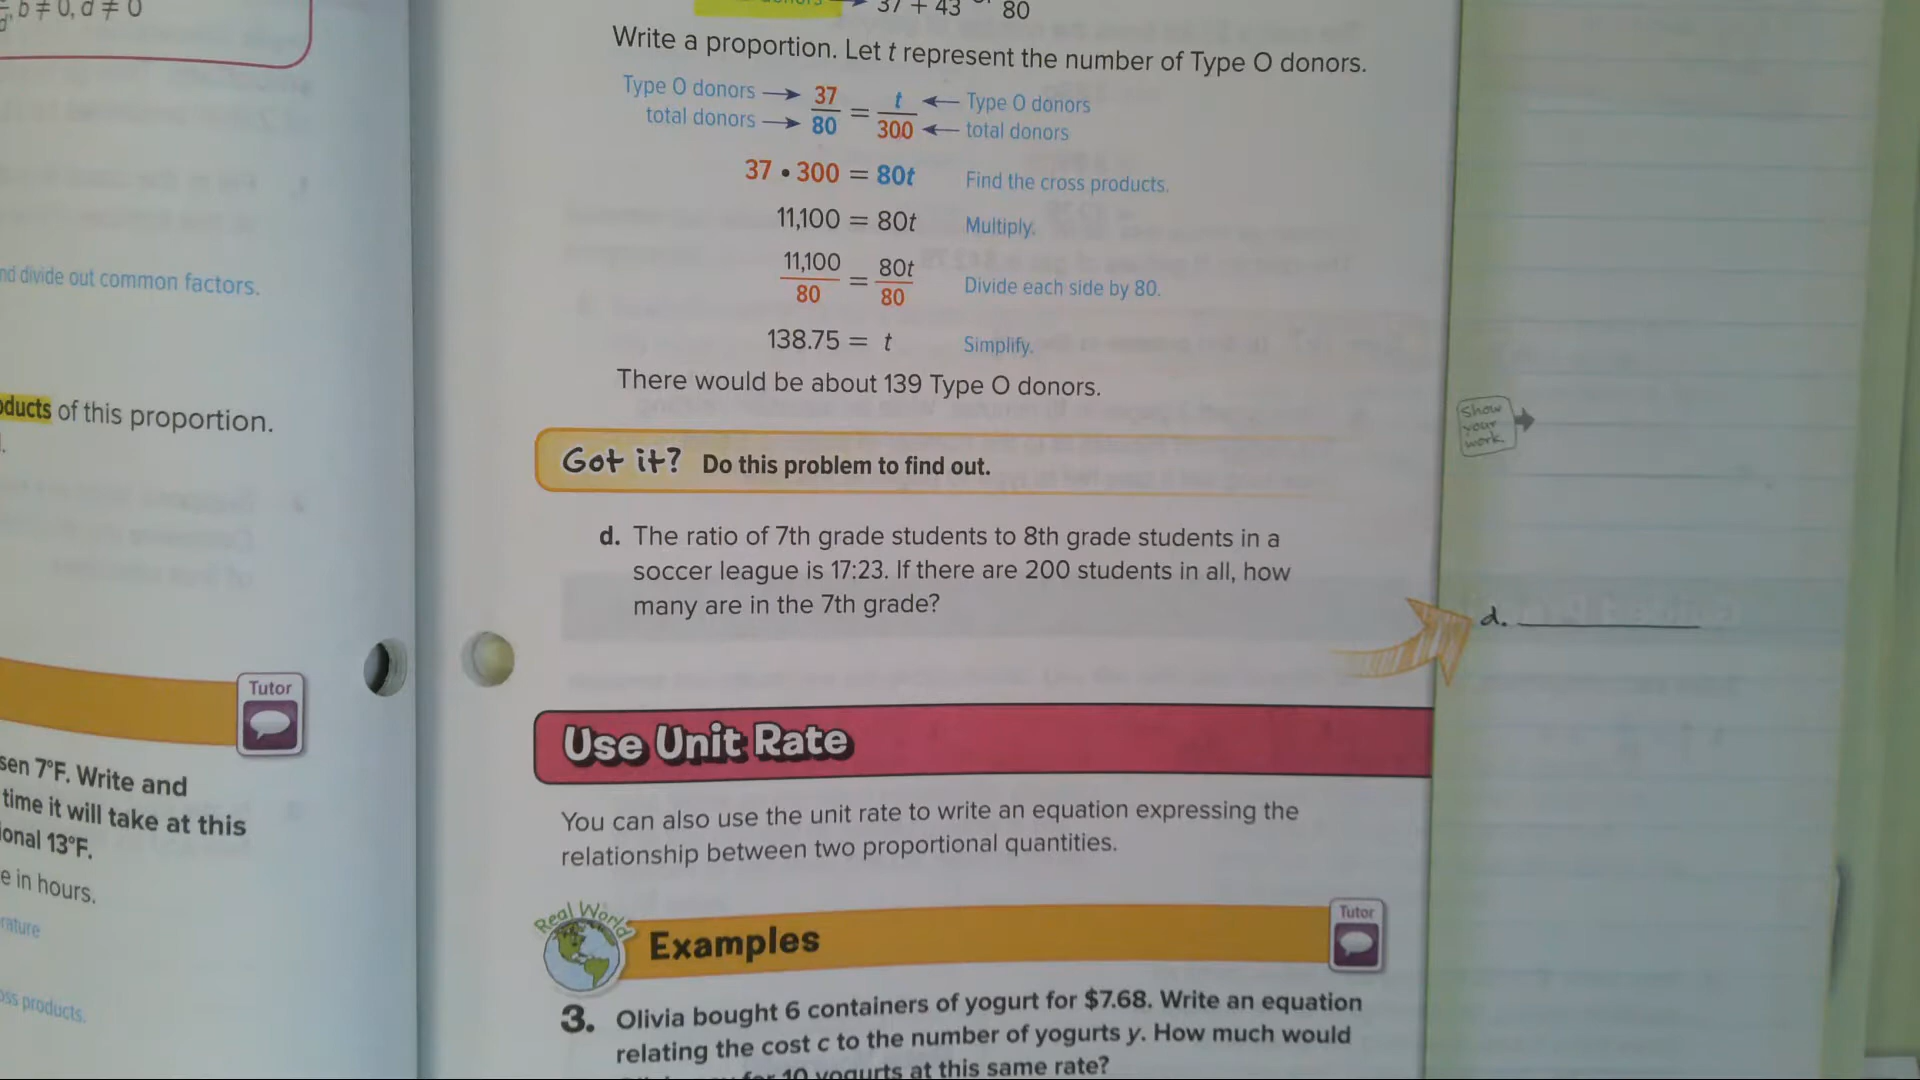 b ≠ 0, d ≠ 0
nd divide out common factors.
oducts of this proportion.
Tutor
sen 7°F. Write and
time it will take at this
ional 13°F.
e in hours.
rature
oss products.
37 + 43 80
Write a proportion. Let t represent the number of Type O donors.
Type O donors → 37/80 = t/300 ← Type O donors
total donors → ← total donors
37 • 300 = 80t Find the cross products.
11,100 = 80t Multiply.
11,100/80 = 80t/80 Divide each side by 80.
138.75 = t Simplify.
There would be about 139 Type O donors.
Show
your
work.
Got it? Do this problem to find out.
d. The ratio of 7th grade students to 8th grade students in a
soccer league is 17:23. If there are 200 students in all, how
many are in the 7th grade?
d. ____________
Use Unit Rate
You can also use the unit rate to write an equation expressing the
relationship between two proportional quantities.
Real World
Examples
Tutor
3. Olivia bought 6 containers of yogurt for $7.68. Write an equation
relating the cost c to the number of yogurts y. How much would
for 10 yogurts at this same rate?